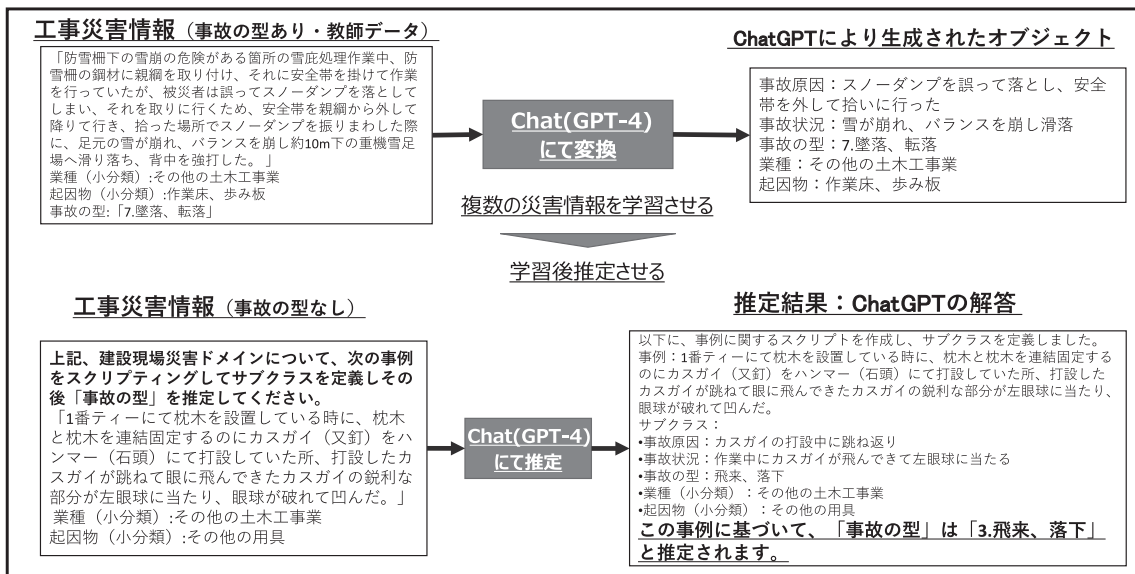 工事災害情報（事故の型あり・教師データ）
「防雪柵下の雪崩の危険がある箇所の雪庇処理作業中、防
雪柵の鋼材に親綱を取り付け、それに安全帯を掛けて作業
を行っていたが、被災者は誤ってスノーダンプを落として
しまい、それを取りに行くため、安全帯を親綱から外して
降りて行き、拾った場所でスノーダンプを振りまわした際
に、足元の雪が崩れ、バランスを崩し約10m下の重機雪足
場へ滑り落ち、背中を強打した。」
業種（小分類）:その他の土木工事業
起因物（小分類）:作業床、歩み板
事故の型:「7.墜落、転落」
Chat(GPT-4)
にて変換
ChatGPTにより生成されたオブジェクト
事故原因：スノーダンプを誤って落とし、安全
帯を外して拾いに行った
事故状況：雪が崩れ、バランスを崩し滑落
事故の型：7.墜落、転落
業種：その他の土木工事業
起因物：作業床、歩み板
複数の災害情報を学習させる
学習後推定させる
工事災害情報（事故の型なし）
上記、建設現場災害ドメインについて、次の事例
をスクリプティングしてサブクラスを定義しその
後「事故の型」を推定してください。
「1番ティーにて枕木を設置している時に、枕木
と枕木を連結固定するのにカスガイ（又釘）をハ
ンマー（石頭）にて打設していた所、打設したカ
スガイが跳ねて眼に飛んできたカスガイの鋭利な
部分が左眼球に当たり、眼球が破れて凹んだ。」
業種（小分類）:その他の土木工事業
起因物（小分類）:その他の用具
Chat(GPT-4)
にて推定
推定結果：ChatGPTの解答
以下に、事例に関するスクリプトを作成し、サブクラスを定義しました。
事例：1番ティーにて枕木を設置している時に、枕木と枕木を連結固定する
のにカスガイ（又釘）をハンマー（石頭）にて打設していた所、打設した
カスガイが跳ねて眼に飛んできたカスガイの鋭利な部分が左眼球に当たり、
眼球が破れて凹んだ。
サブクラス：
•事故原因：カスガイの打設中に跳ね返り
•事故状況：作業中にカスガイが飛んできて左眼球に当たる
•事故の型：飛来、落下
•業種（小分類）：その他の土木工事業
•起因物（小分類）：その他の用具
この事例に基づいて、「事故の型」は「3.飛来、落下」
と推定されます。